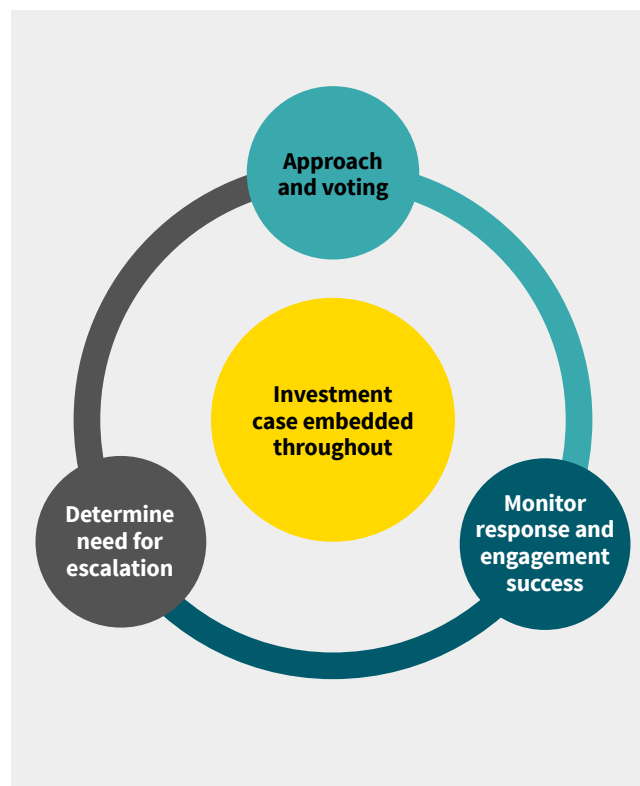 Approach
and voting
Investment
case embedded
throughout
Determine
need for
escalation
Monitor
response and
engagement
success